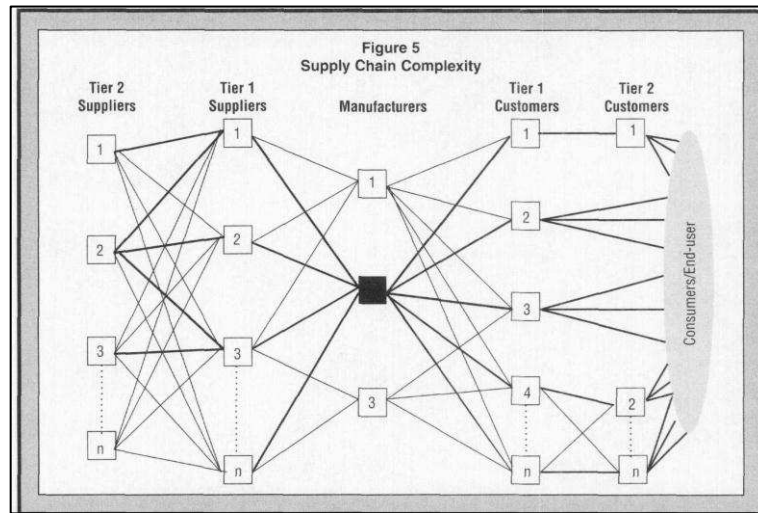 Figure 5
Supply Chain Complexity
Tier 2 Suppliers
Tier 1 Suppliers
Manufacturers
Tier 1 Customers
Tier 2 Customers
1
2
3
n
1
2
3
n
1
3
1
2
3
4
n
1
2
n
Consumers/End-user